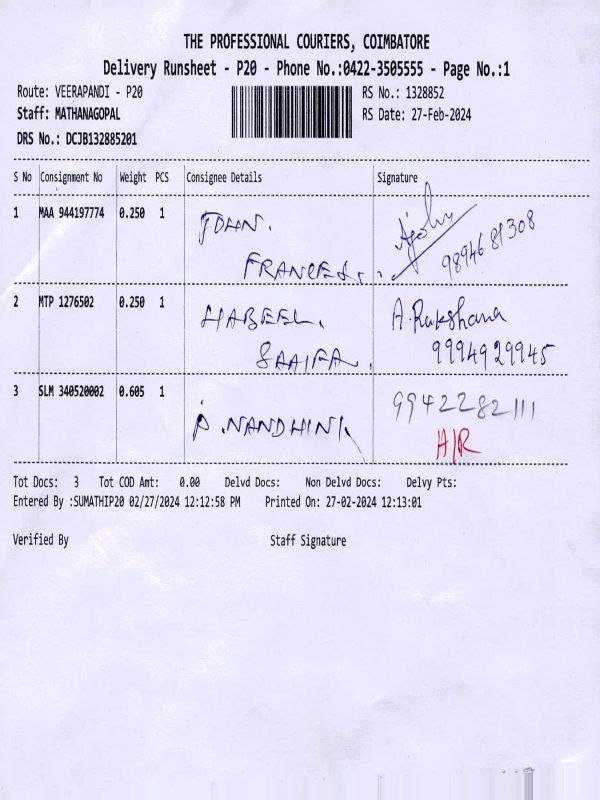 THE PROFESSIONAL COURIERS, COIMBATORE
Delivery Runsheet - P20 - Phone No.:0422-3505555 - Page No.:1
Route: VEERAPANDI - P20 RS No.: 1328852
Staff: MATHANAGOPAL RS Date: 27-Feb-2024
DRS No.: DCJB132885201
S No Consignment No Weight PCS Consignee Details Signature
1 MAA 944197774 0.250 1 JOHN. 9894681308
FRANCES.
2 MTP 1276502 0.250 1 HABEEL. A.Rakshana
SAAIFA. 9994929945
3 SLM 340520002 0.605 1 P.NANDHINI 9942282111
A/R
Tot Docs: 3 Tot COD Amt: 0.00 Delvd Docs: Non Delvd Docs: Delvy Pts:
Entered By :SUMATHIP20 02/27/2024 12:12:58 PM Printed On: 27-02-2024 12:13:01
Verified By Staff Signature